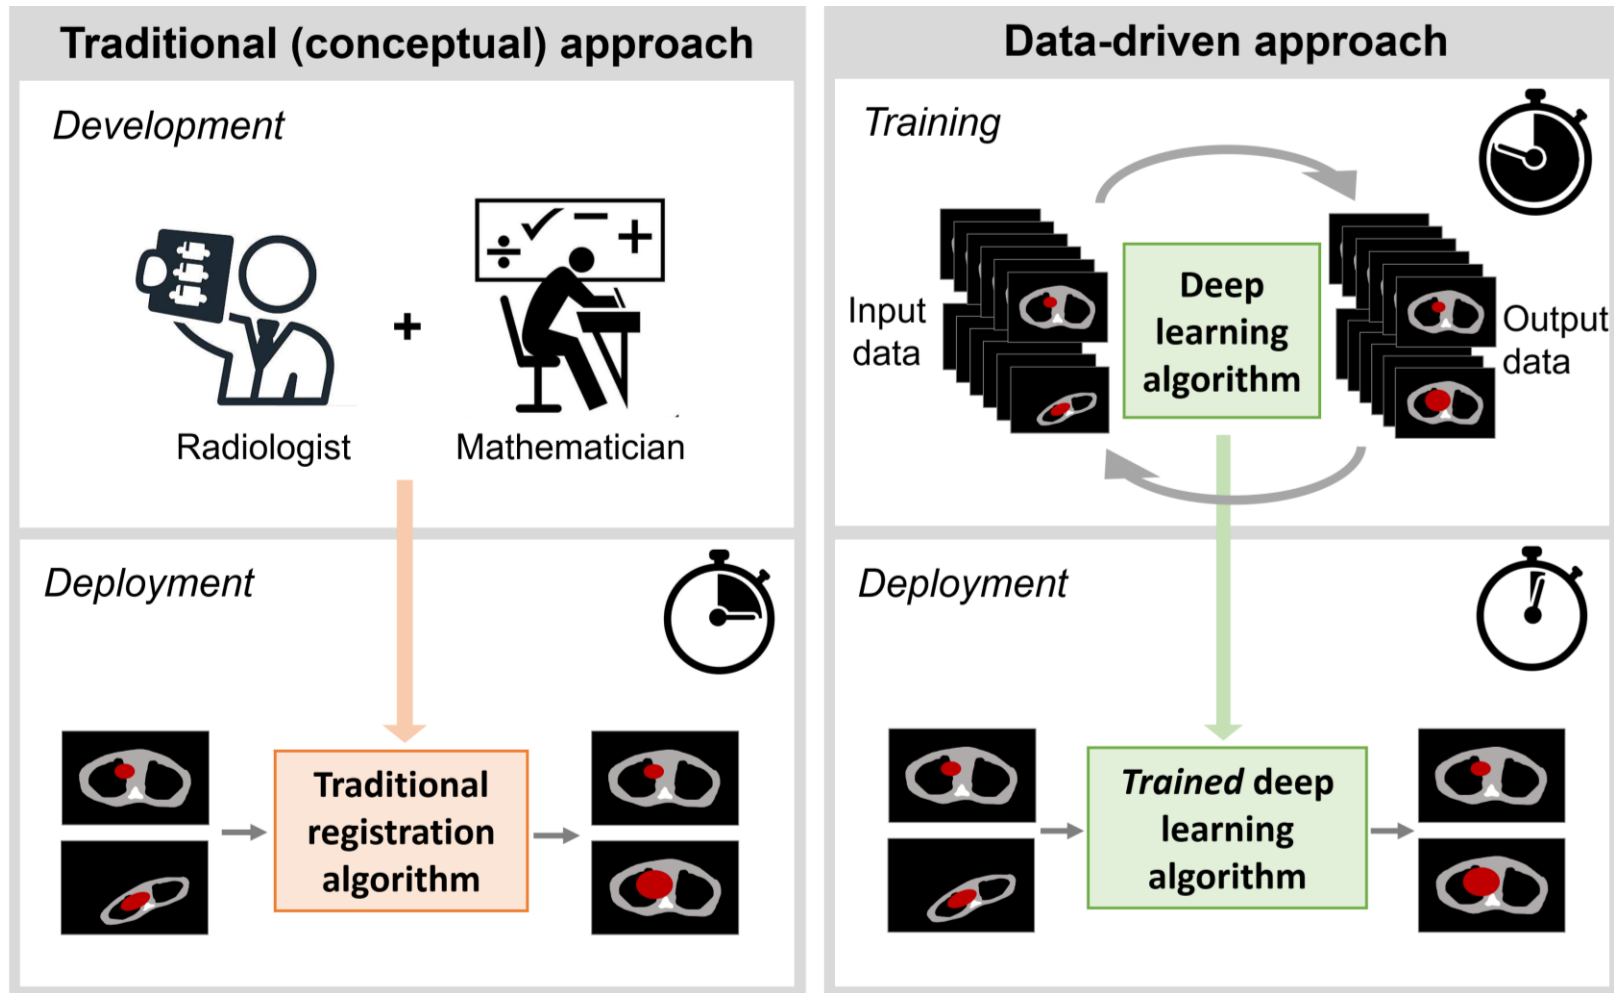 Traditional (conceptual) approach
Development
÷ ✓ − +
+
Radiologist
Mathematician
Deployment
Traditional
registration
algorithm
Data-driven approach
Training
Input
data
Deep
learning
algorithm
Output
data
Deployment
Trained deep
learning
algorithm